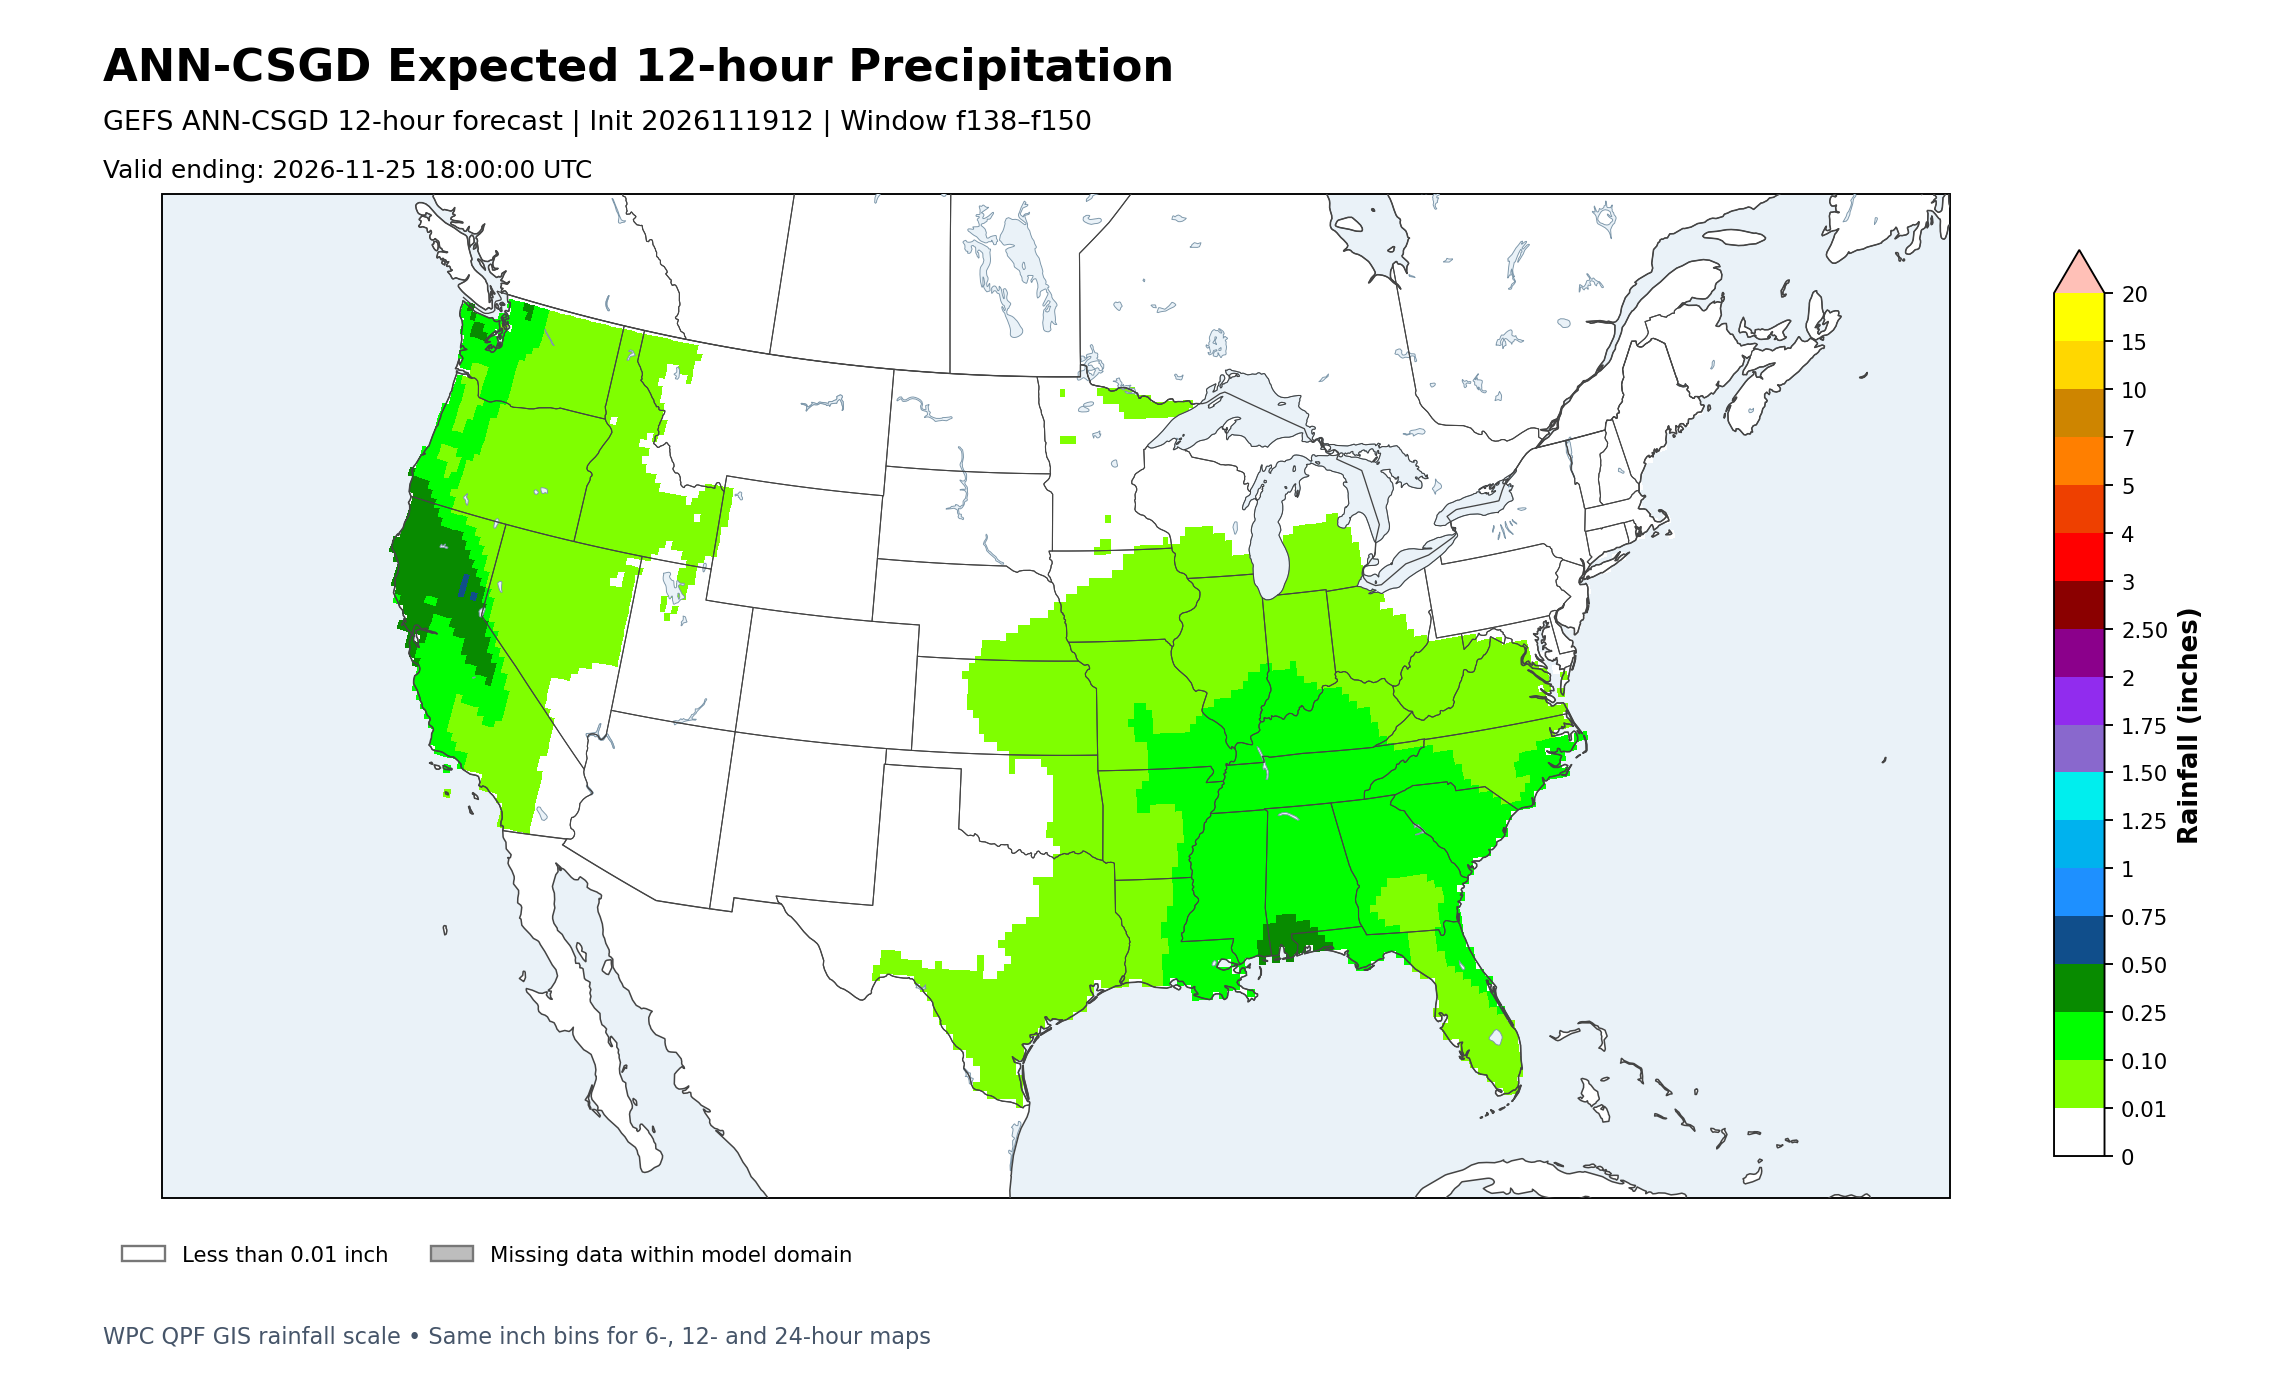 ANN-CSGD Expected 12-hour Precipitation
GEFS ANN-CSGD 12-hour forecast | Init 2026111912 | Window f138–f150
Valid ending: 2026-11-25 18:00:00 UTC
20
15
10
7
5
4
3
2.50
2
1.75
1.50
1.25
1
0.75
0.50
0.25
0.10
0.01
0
Rainfall (inches)
Less than 0.01 inch
Missing data within model domain
WPC QPF GIS rainfall scale • Same inch bins for 6-, 12- and 24-hour maps